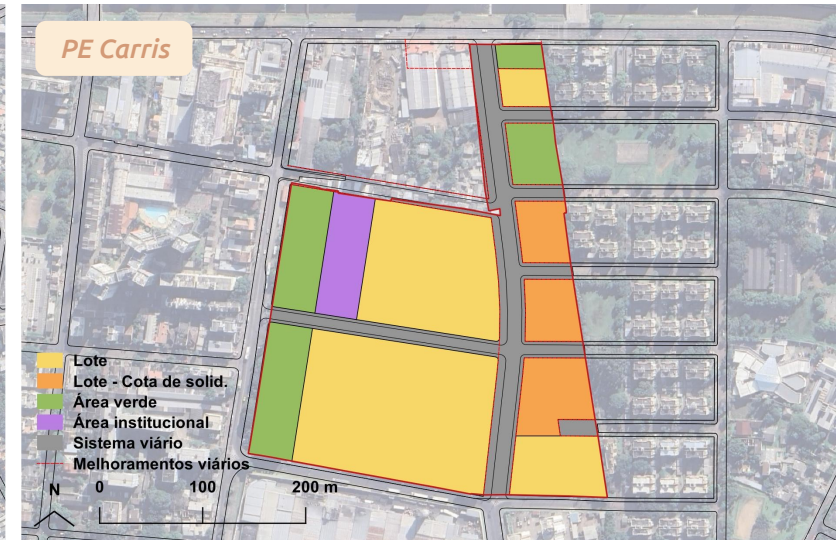 PE Carris
Lote
Lote - Cota de solid.
Área verde
Área institucional
Sistema viário
Melhoramentos viários
N 0 100 200 m